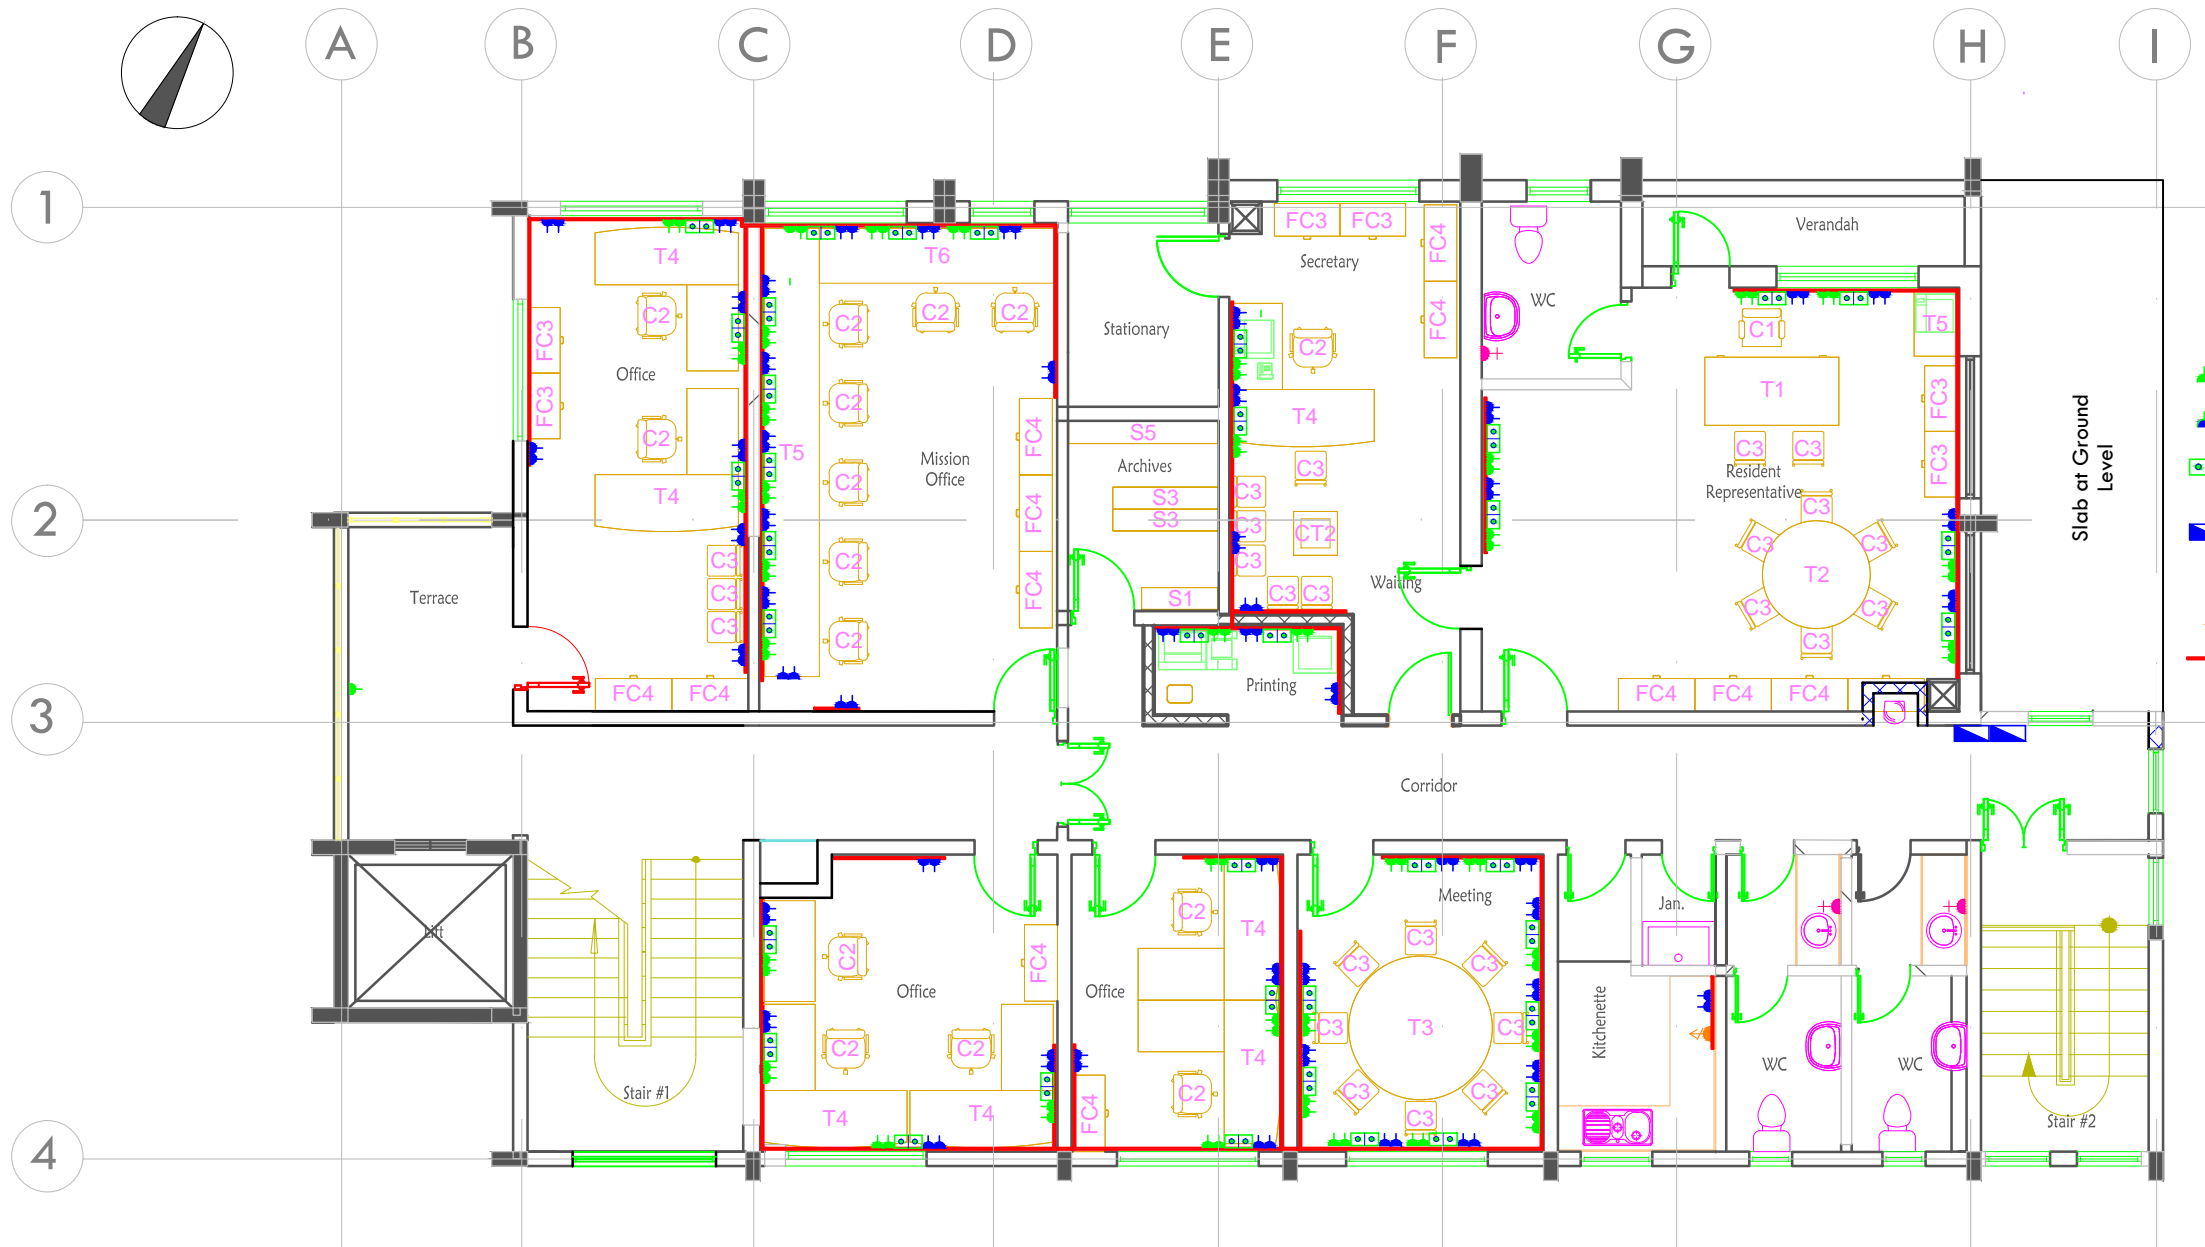 A B C D E F G H I
1
FC3 FC3
FC4
Verandah
T4
T6
Secretary
WC
C2
C2 C2
C2
FC4
C1
T5
FC3
Stationary
C2
FC3
Office
C2
T4
T1
FC3
FC3
C2
T5
FC4
S5
C3 C3
Mission
Office
Archives
C3
Resident
Representative
FC3
T4
C2
S3
S3
C3
C3
C3
CT2
C3
C3 C3
T2
C3 C3
C3
Slab at Ground
Level
2
FC4
C3
C3
C3
C2
FC4
S1
C3 C3
Waiting
Terrace
C2
FC4 FC4
Printing
FC4 FC4 FC4
3
Corridor
Lift
C2
FC4
C2
T4
Meeting
Jan.
C3
C3 C3
Office
Office
C3 T3 C3
Kitchenette
C2 C2
T4
WC WC
Stair #1
T4 T4
FC4
C2
C3 C3
C3
Stair #2
4